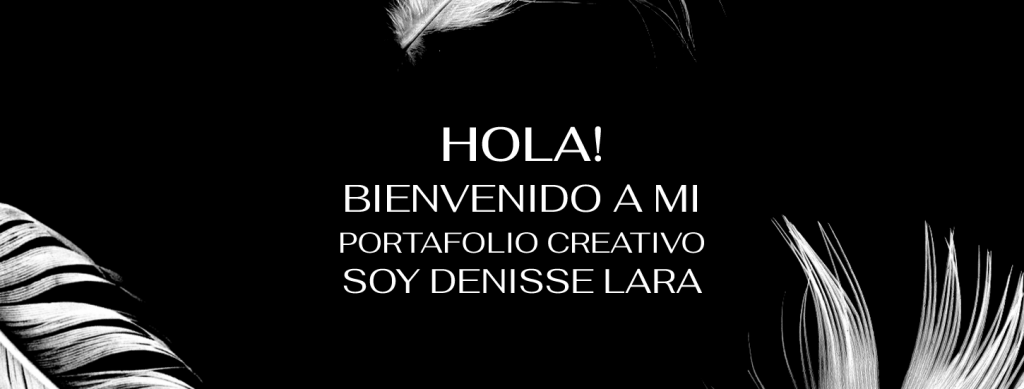 HOLA!
BIENVENIDO A MI
PORTAFOLIO CREATIVO
SOY DENISSE LARA